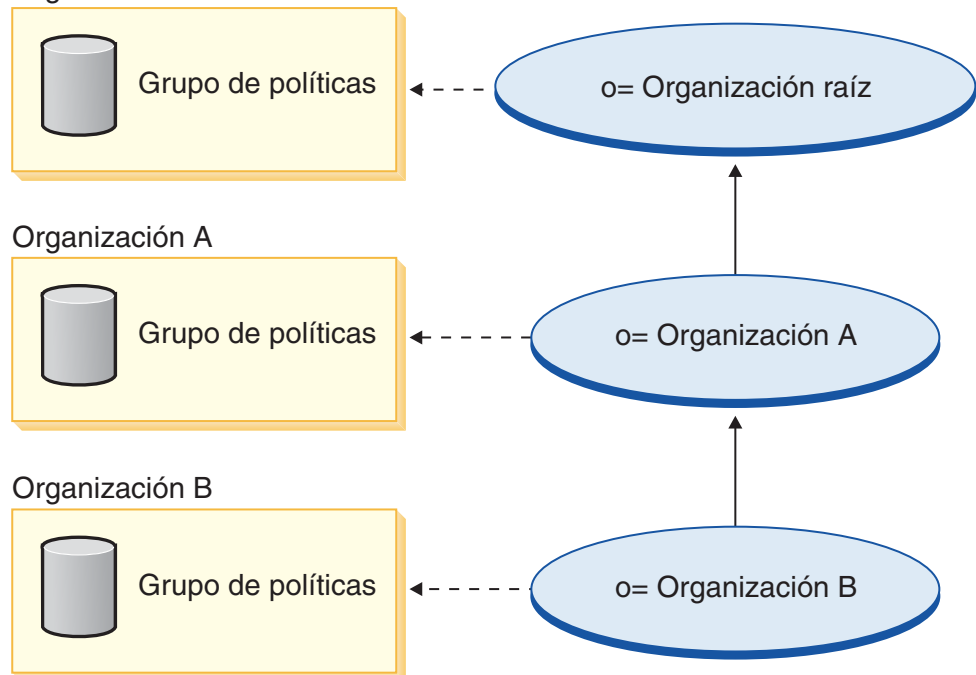 Grupo de políticas
o= Organización raíz
Organización A
Grupo de políticas
o= Organización A
Organización B
Grupo de políticas
o= Organización B